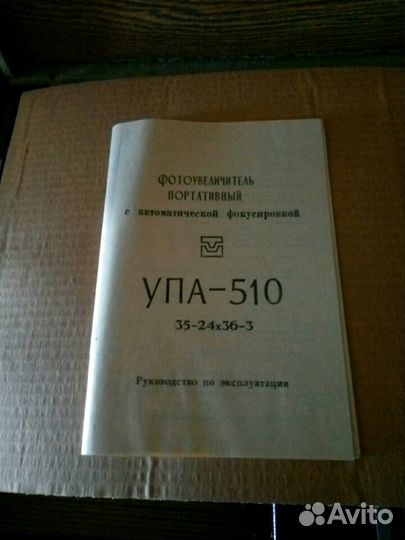 Фотоувеличитель
портативный
с автоматической фокусировкой
УПА-510
35-24х36-3
Руководство по эксплуатации
Avito